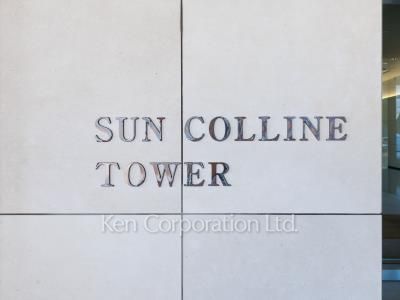 SUN COLLINE
TOWER
Ken Corporation Ltd.